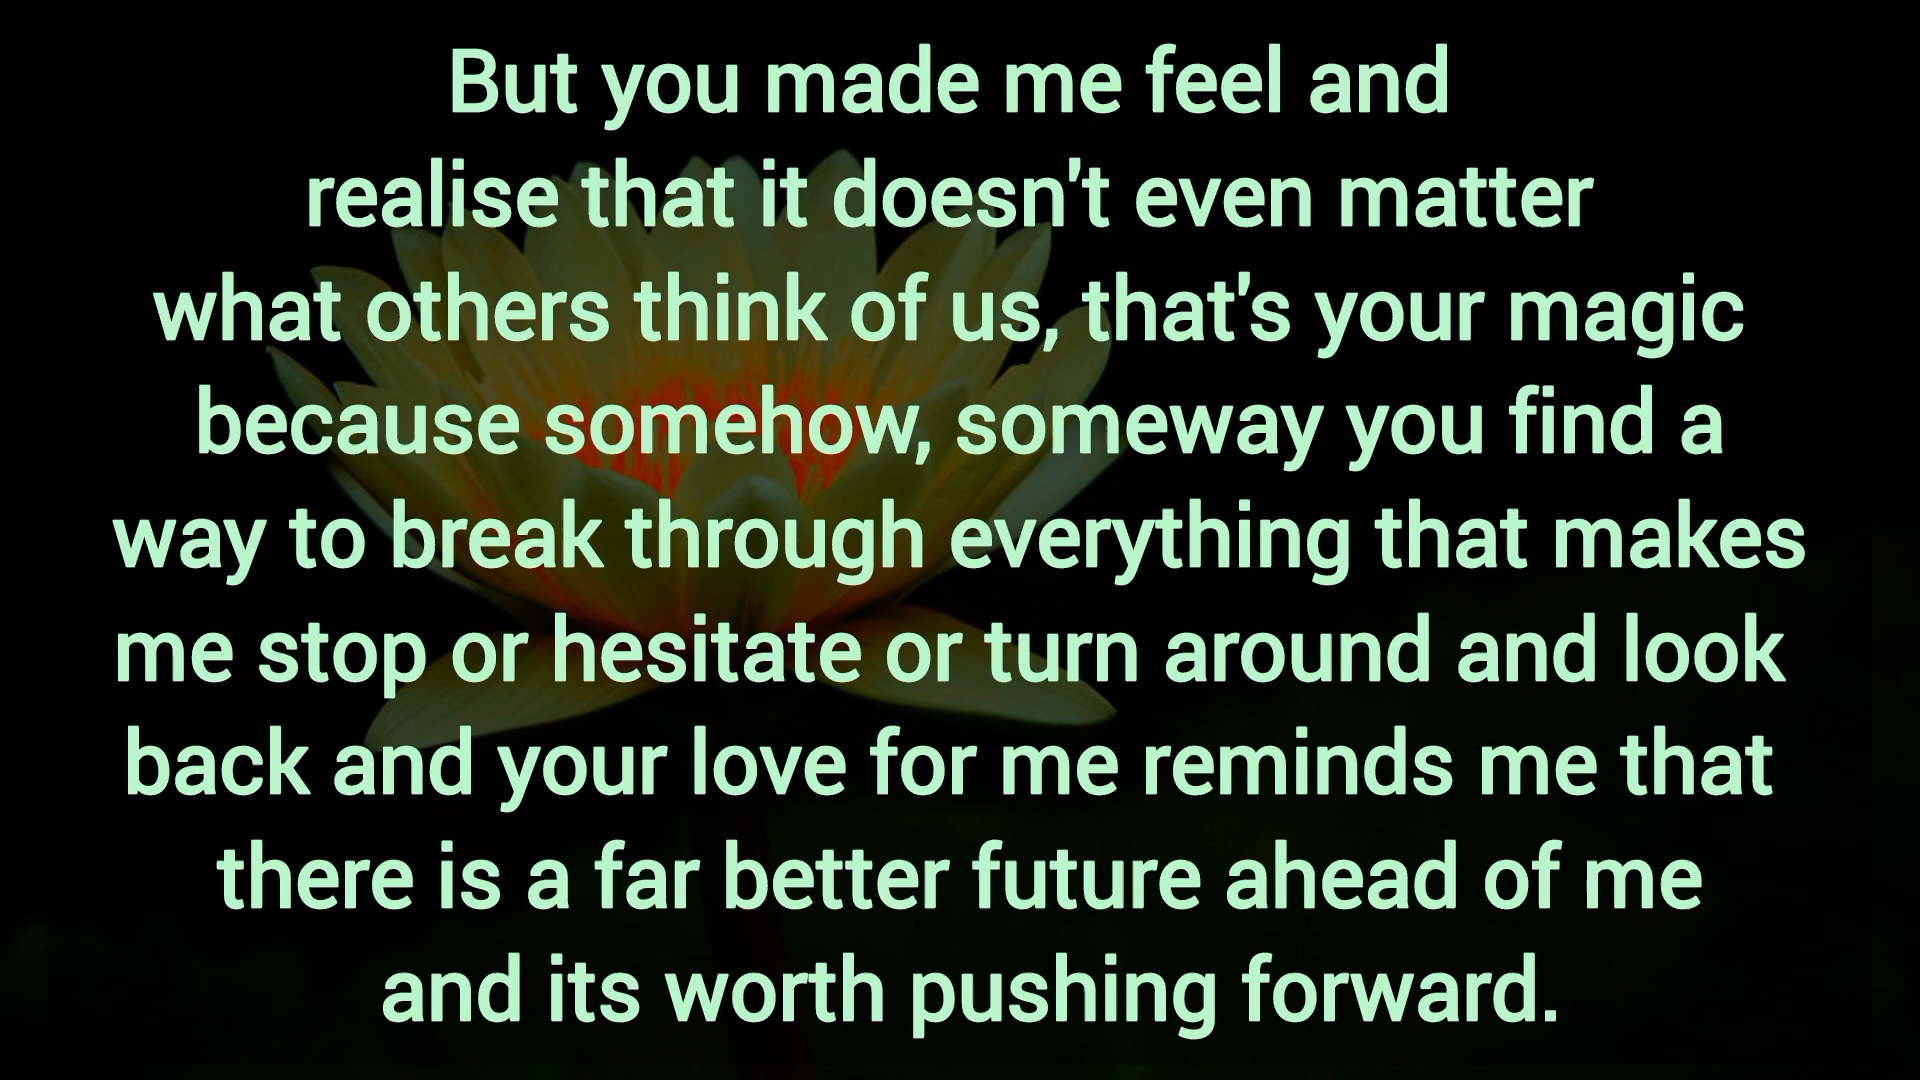 But you made me feel and
realise that it doesn't even matter
what others think of us, that's your magic
because somehow, someway you find a
way to break through everything that makes
me stop or hesitate or turn around and look
back and your love for me reminds me that
there is a far better future ahead of me
and its worth pushing forward.